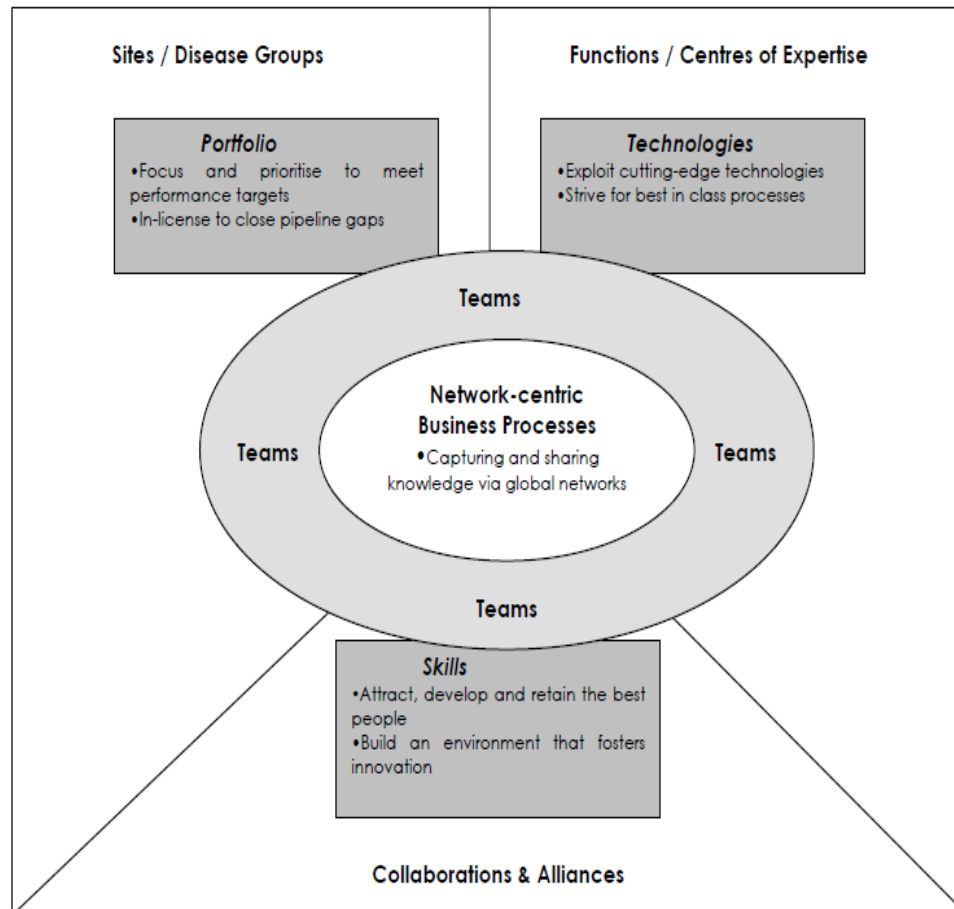 Sites / Disease Groups
Functions / Centres of Expertise
Portfolio
•Focus and prioritise to meet
performance targets
•In-license to close pipeline gaps
Technologies
•Exploit cutting-edge technologies
•Strive for best in class processes
Teams
Network-centric
Business Processes
•Capturing and sharing
knowledge via global networks
Teams
Teams
Teams
Skills
•Attract, develop and retain the best
people
•Build an environment that fosters
innovation
Collaborations & Alliances